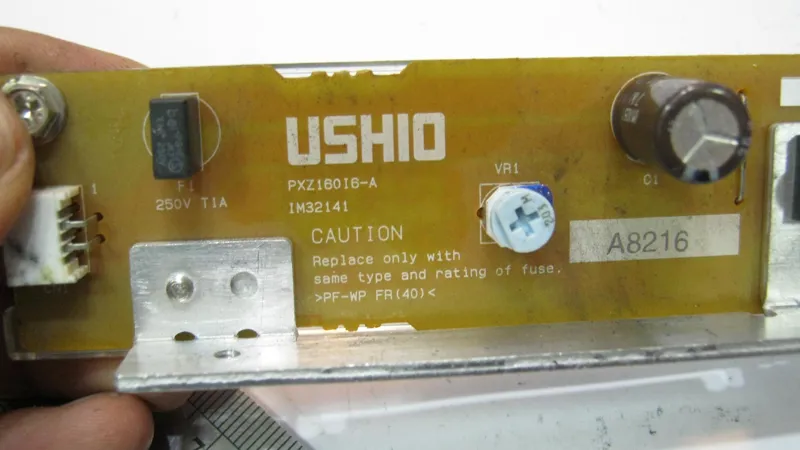 USHIO
PXZ16016-A
IM32141
CAUTION
Replace only with
same type and rating of fuse.
>PF-WP FR(40)<
F1
250V T1A
1
VR1
C1
A8216